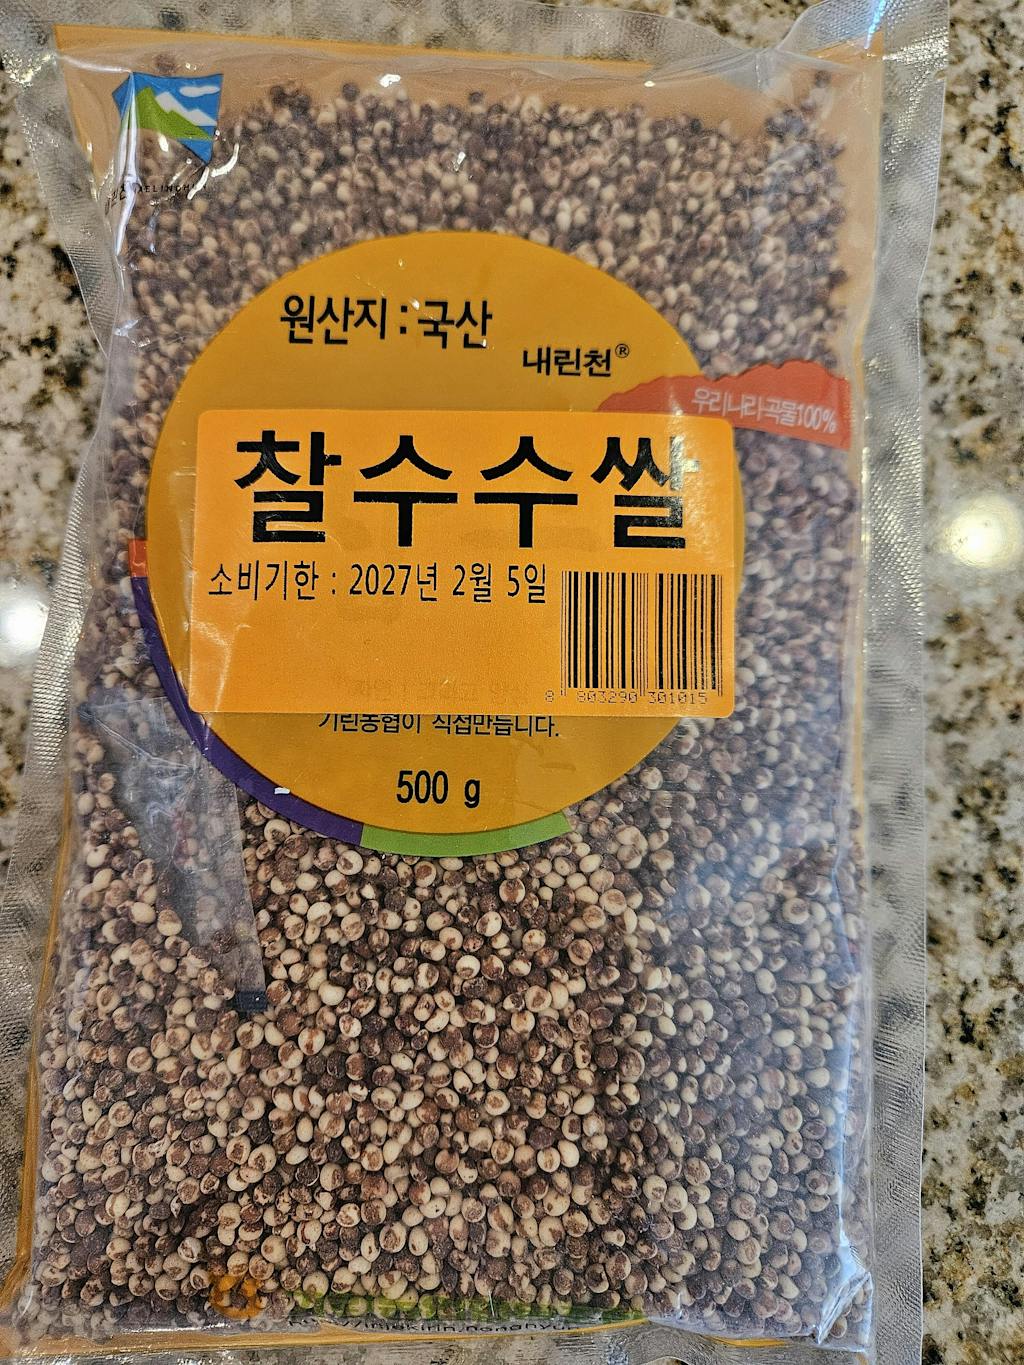 원산지 : 국산
내린천®
우리나라곡물100%
찰수수쌀
소비기한 : 2027년 2월 5일
8 803290 301015
기린농협이 직접만듭니다.
500 g